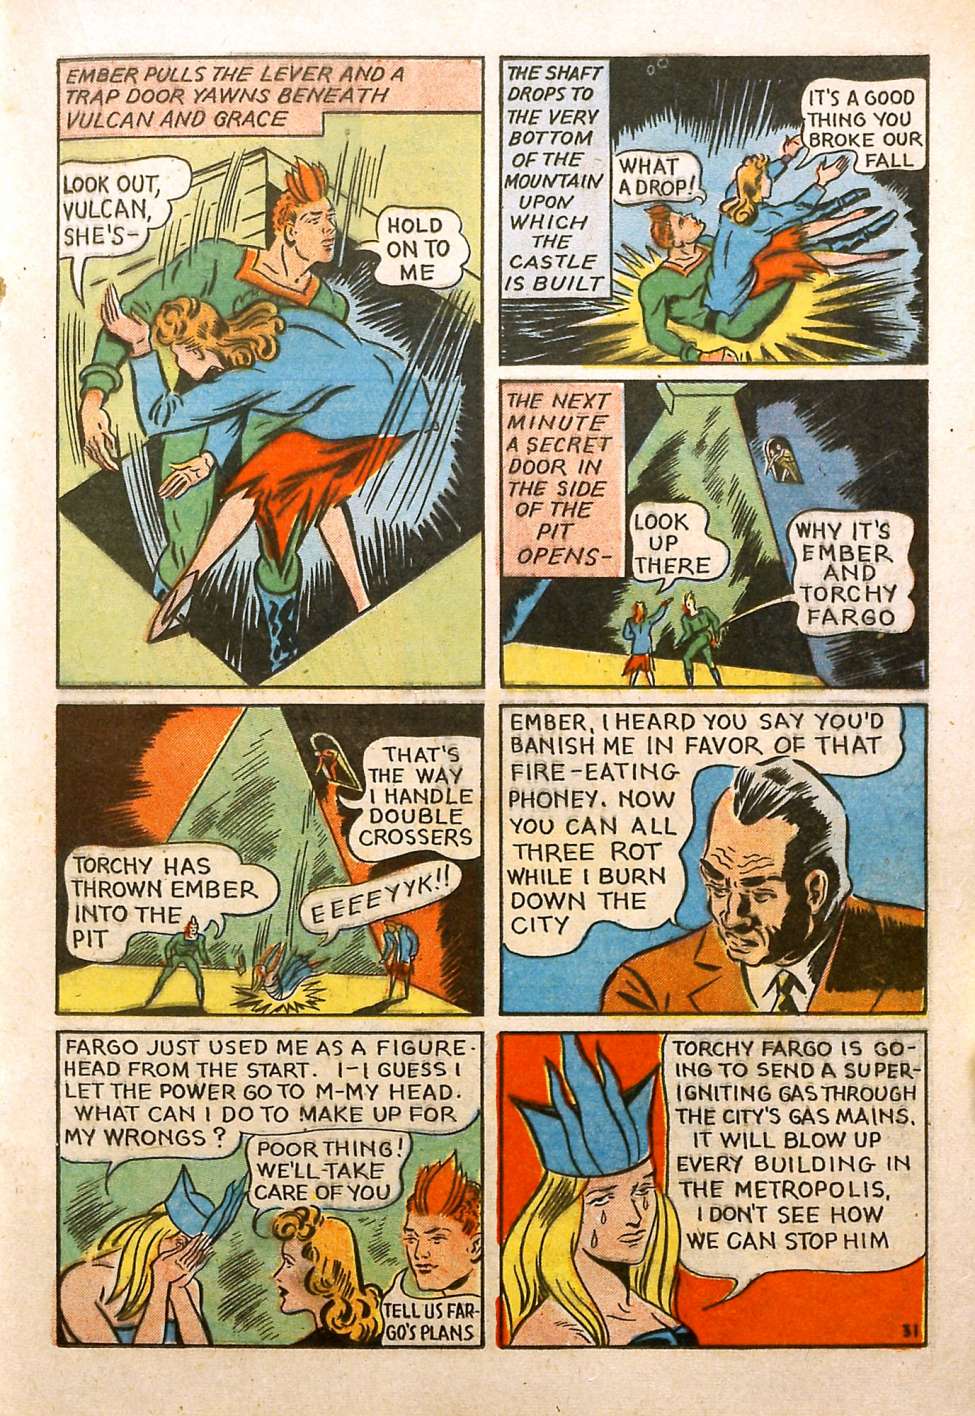 EMBER PULLS THE LEVER AND A
TRAP DOOR YAWNS BENEATH
VULCAN AND GRACE
LOOK OUT,
VULCAN,
SHE'S-
HOLD
ON TO
ME
THE SHAFT
DROPS TO
THE VERY
BOTTOM
OF THE
MOUNTAIN
UPON
WHICH
THE
CASTLE
IS BUILT
WHAT
A DROP!
IT'S A GOOD
THING YOU
BROKE OUR
FALL
THE NEXT
MINUTE
A SECRET
DOOR IN
THE SIDE
OF THE
PIT
OPENS-
LOOK
UP
THERE
WHY IT'S
EMBER
AND
TORCHY
FARGO
THAT'S
THE WAY
I HANDLE
DOUBLE
CROSSERS
TORCHY HAS
THROWN EMBER
INTO THE
PIT
EEEEYYK!!
EMBER, I HEARD YOU SAY YOU'D
BANISH ME IN FAVOR OF THAT
FIRE-EATING
PHONEY. NOW
YOU CAN ALL
THREE ROT
WHILE I BURN
DOWN THE
CITY
FARGO JUST USED ME AS A FIGURE-
HEAD FROM THE START. I-I GUESS I
LET THE POWER GO TO M-MY HEAD.
WHAT CAN I DO TO MAKE UP FOR
MY WRONGS?
POOR THING!
WE'LL TAKE
CARE OF YOU
TELL US FAR-
GO'S PLANS
TORCHY FARGO IS GO-
ING TO SEND A SUPER-
IGNITING GAS THROUGH
THE CITY'S GAS MAINS.
IT WILL BLOW UP
EVERY BUILDING IN
THE METROPOLIS,
I DON'T SEE HOW
WE CAN STOP HIM
31